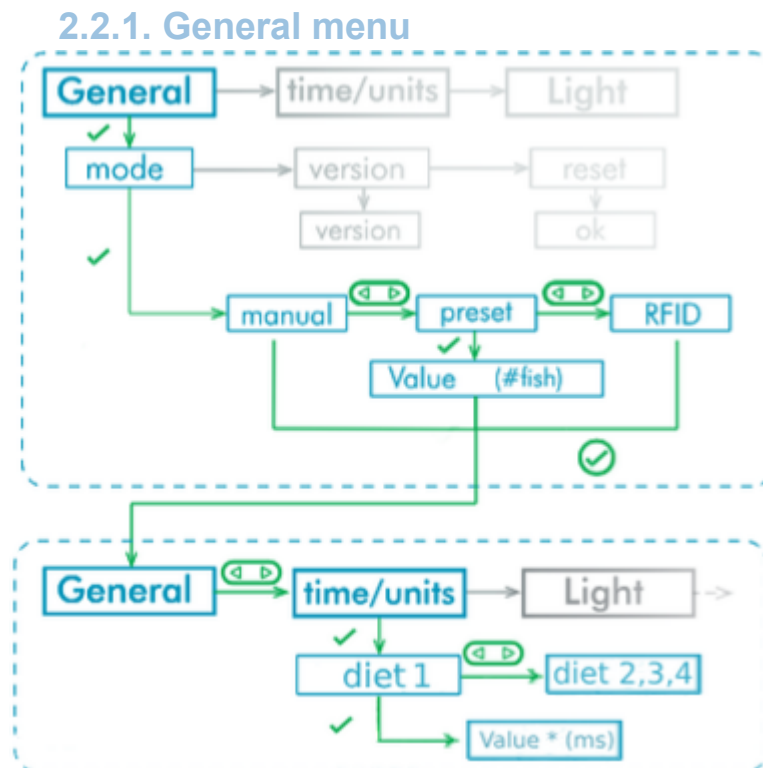 2.2.1. General menu
General time/units Light
mode version reset
version ok
manual preset RFID
Value (#fish)
General time/units Light
diet 1 diet 2,3,4
Value * (ms)